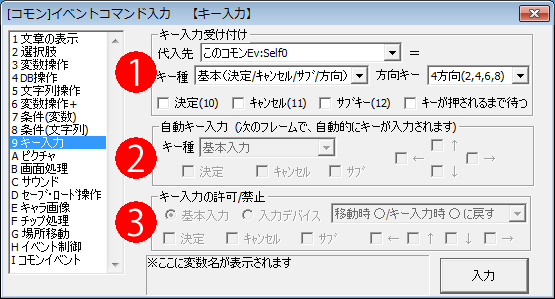 [コモン]イベントコマンド入力 【キー入力】
1 文章の表示
2 選択肢
3 変数操作
4 DB操作
5 文字列操作
6 変数操作+
7 条件(変数)
8 条件(文字列)
9 キー入力
A ピクチャ
B 画面処理
C サウンド
D セーブ・ロード操作
E キャラ画像
F チップ処理
G 場所移動
H イベント制御
I コモンイベント
1
キー入力受け付け
代入先 このコモンEv:Self0 =
キー種 基本(決定/キャンセル/サブ/方向) 方向キー 4方向(2,4,6,8)
決定(10) キャンセル(11) サブキー(12) キーが押されるまで待つ
2
自動キー入力 (次のフレームで、自動的にキーが入力されます)
キー種 基本入力
決定 キャンセル サブ ← ↑ ↓ →
3
キー入力の許可/禁止
基本入力 入力デバイス 移動時 ○/キー入力時 ○ に戻す
決定 キャンセル サブ ← ↑ ↓ →
※ここに変数名が表示されます
入力